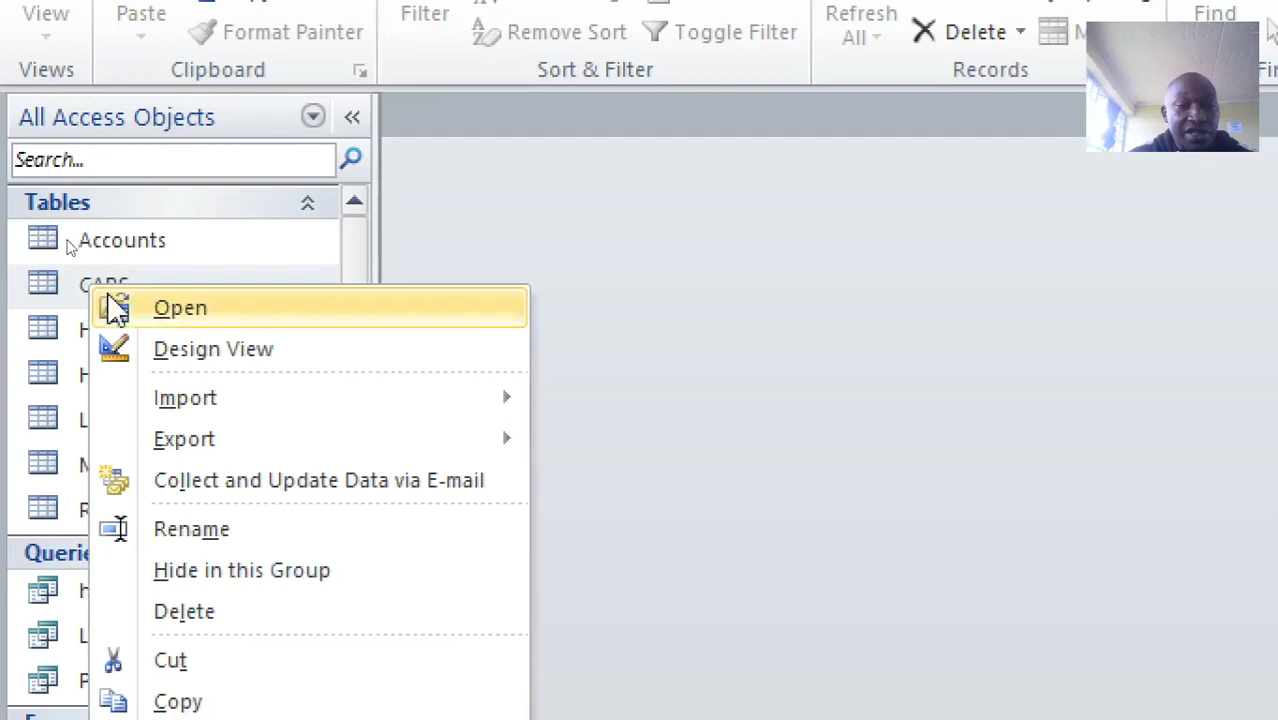 View
Paste
Format Painter
Filter
Remove Sort
Toggle Filter
Refresh
All
Delete
Find
Views
Clipboard
Sort & Filter
Records
All Access Objects
Search...
Tables
Accounts
CARS
Open
Design View
Import
Export
Collect and Update Data via E-mail
Rename
Hide in this Group
Delete
Cut
Copy